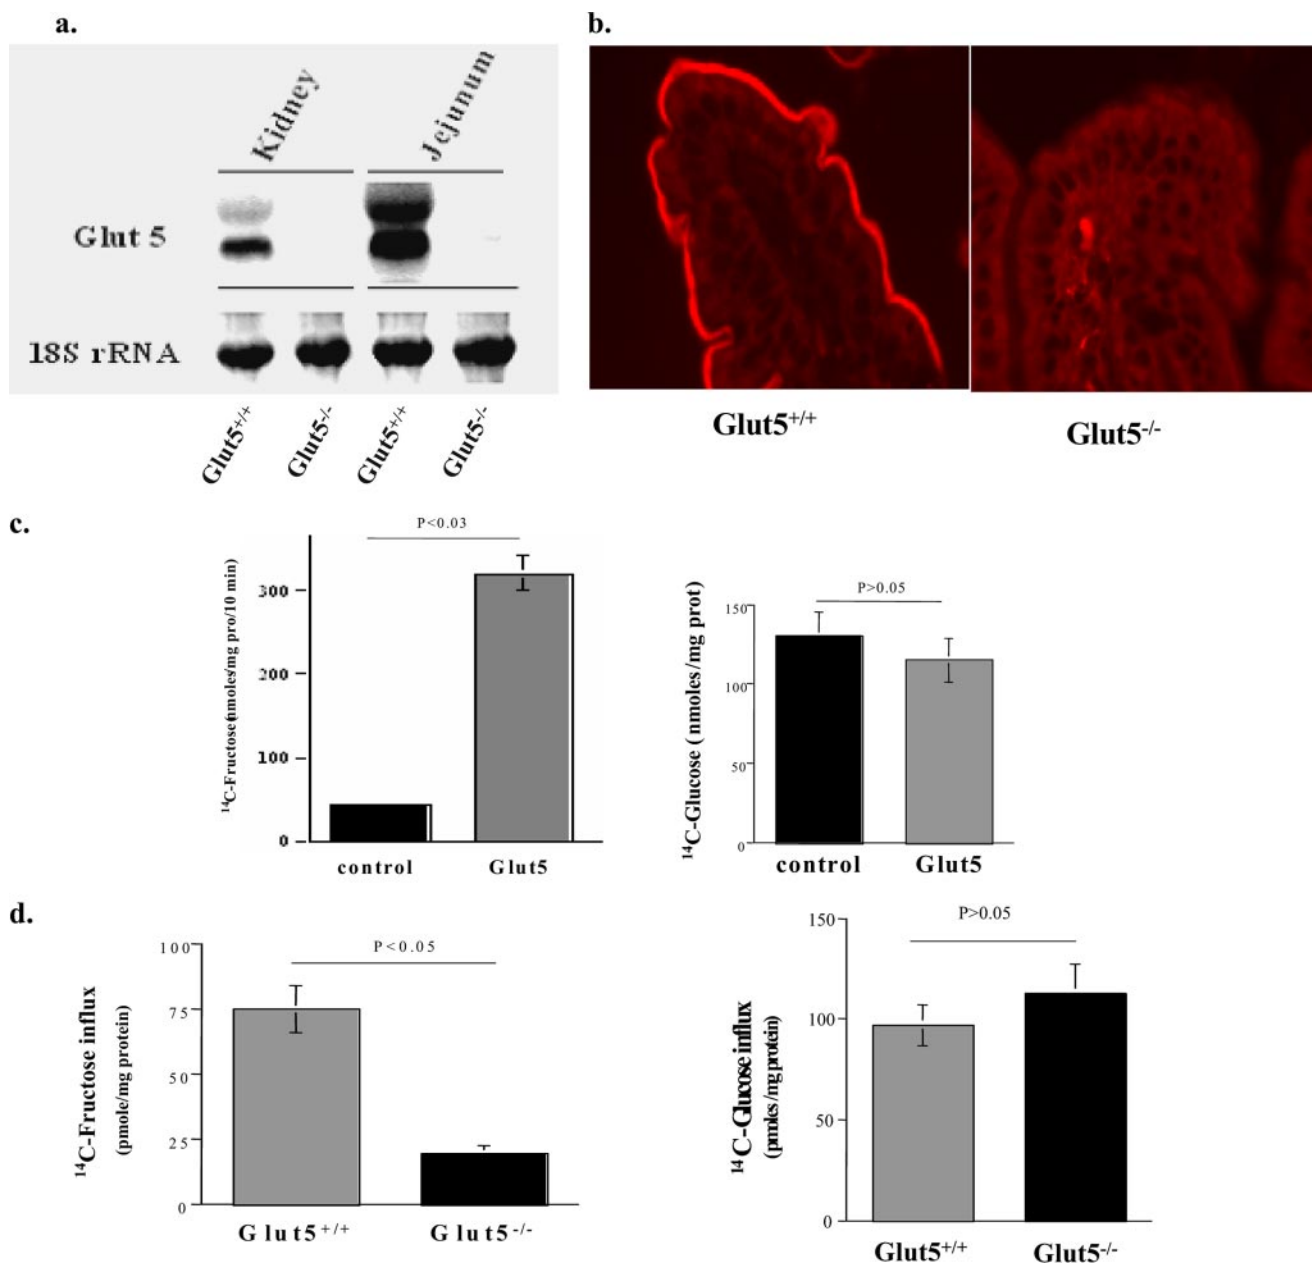 a.
b.
Kidney
Jejunum
Glut 5
18S rRNA
Glut5+/+
Glut5-/-
Glut5+/+
Glut5-/-
Glut5+/+
Glut5-/-
c.
P<0.03
14C-Fructose(nmoles/mg pro/10 min)
300
200
100
0
control
Glut5
P>0.05
14C-Glucose (nmoles/mg prot)
150
100
50
0
control
Glut5
d.
P<0.05
14C-Fructose influx
(pmole/mg protein)
100
75
50
25
0
Glut5+/+
Glut5-/-
P>0.05
14C-Glucose influx
(pmoles/mg protein)
150
100
50
0
Glut5+/+
Glut5-/-